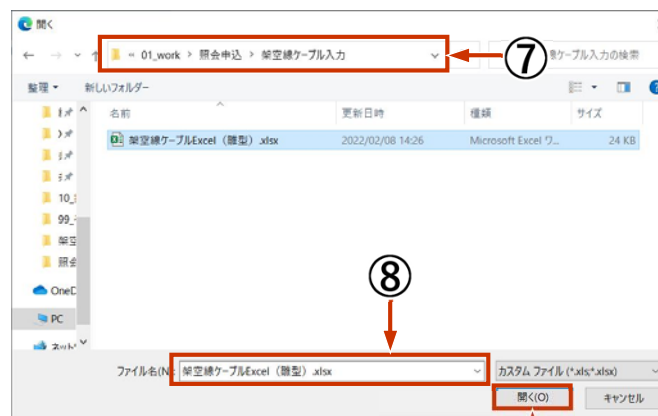 開く
« 01_work › 照会申込 › 架空線ケーブル入力
⑦
ケーブル入力の検索
整理 新しいフォルダー
名前 更新日時 種類 サイズ
架空線ケーブルExcel（雛型）.xlsx 2022/02/08 14:26 Microsoft Excel ワ... 24 KB
10_
99_
架空
照会
OneD
PC
⑧
ファイル名(N): 架空線ケーブルExcel（雛型）.xlsx カスタム ファイル (*.xls;*.xlsx)
開く(O) キャンセル